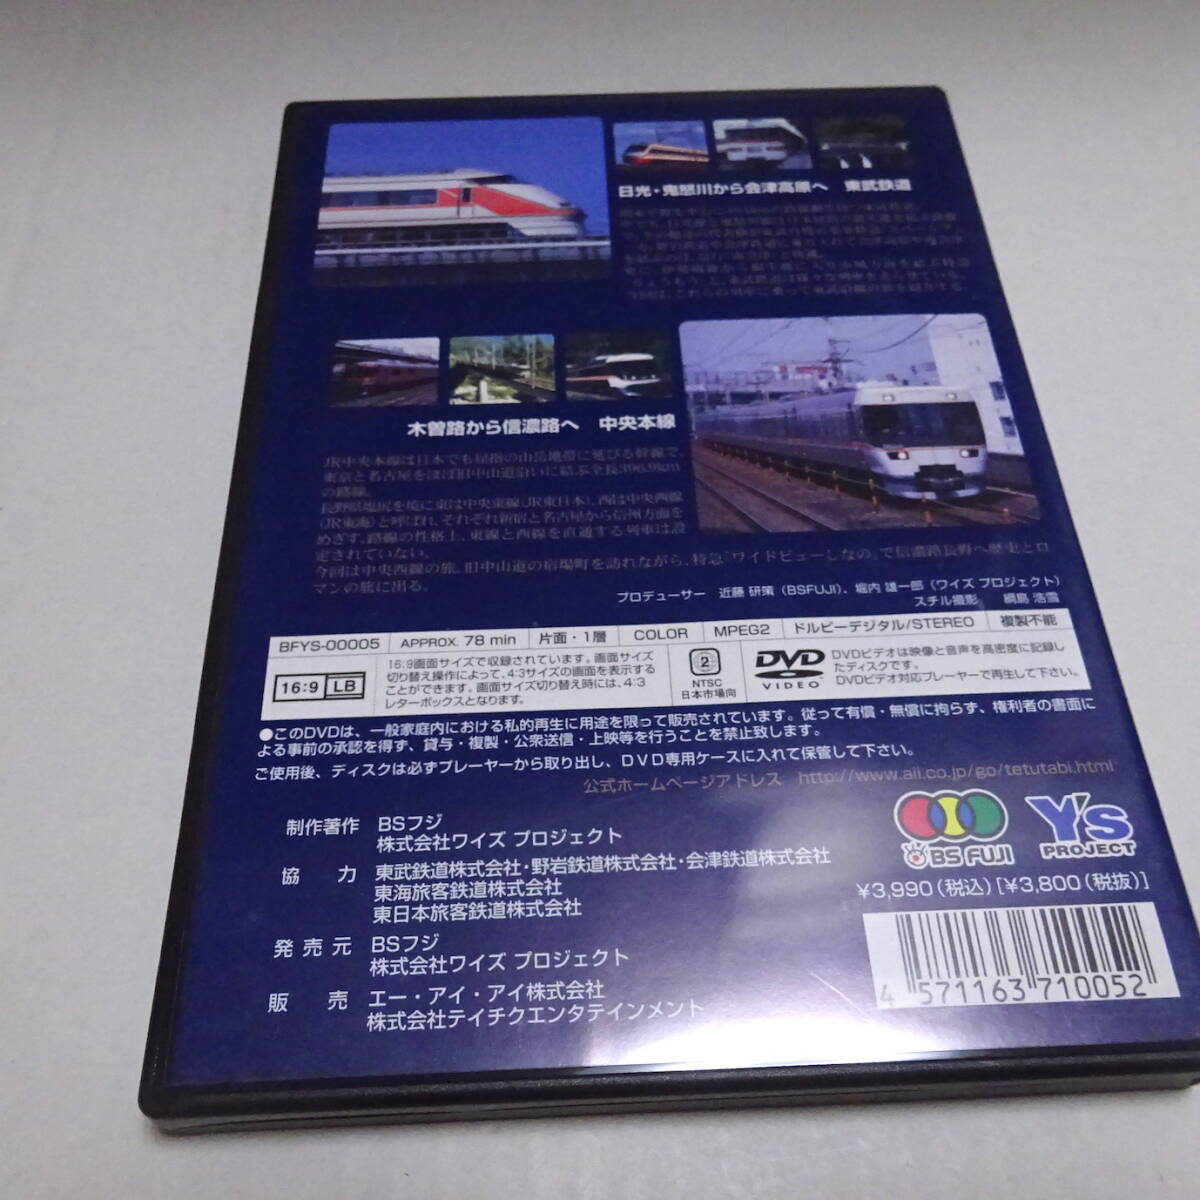 日光・鬼怒川から会津高原へ　東武鉄道
木曽路から信濃路へ　中央本線
JR中央本線は日本でも屈指の山岳地帯に延びる幹線で、
東京と名古屋をほぼ旧中山道沿いに結ぶ全長396.9km
の路線。
長野県塩尻を境に東は中央東線(JR東日本)、西は中央西線
(JR東海)と呼ばれ、それぞれ新宿と名古屋から信州方面を
めざす。路線の性格上、東線と西線を直通する列車は設
定されていない。
今回は中央西線の旅。旧中山道の宿場町を訪れながら、特急「ワイドビューしなの」で信濃路長野へ歴史とロ
マンの旅に出る。
プロデューサー　近藤 研策（BSFUJI）、堀内 雄一郎（ワイズ プロジェクト）
スチル撮影　綱島 浩雪
BFYS-00005 APPROX. 78 min 片面・1層 COLOR MPEG2 ドルビーデジタル/STEREO 複製不能
16:9 LB
16:9画面サイズで収録されています。画面サイズ
切り替え操作によって、4:3サイズの画面を表示する
ことができます。画面サイズ切り替え時には、4:3
レターボックスとなります。
2
NTSC
日本市場向
DVD
VIDEO
DVDビデオは映像と音声を高密度に記録し
たディスクです。
DVDビデオ対応プレーヤーで再生して下さい。
●このDVDは、一般家庭内における私的再生に用途を限って販売されています。従って有償・無償に拘らず、権利者の書面に
よる事前の承認を得ず、貸与・複製・公衆送信・上映等を行うことを禁止致します。
ご使用後、ディスクは必ずプレーヤーから取り出し、DVD専用ケースに入れて保管して下さい。
公式ホームページアドレス　http://www.aii.co.jp/go/tetutabi.html
制作著作　BSフジ
株式会社ワイズ プロジェクト
協　力　東武鉄道株式会社・野岩鉄道株式会社・会津鉄道株式会社
東海旅客鉄道株式会社
東日本旅客鉄道株式会社
発売元　BSフジ
株式会社ワイズ プロジェクト
販　売　エー・アイ・アイ株式会社
株式会社テイチクエンタテインメント
BS FUJI
Y's
PROJECT
¥3,990（税込）[¥3,800（税抜）]
4 571163 710052